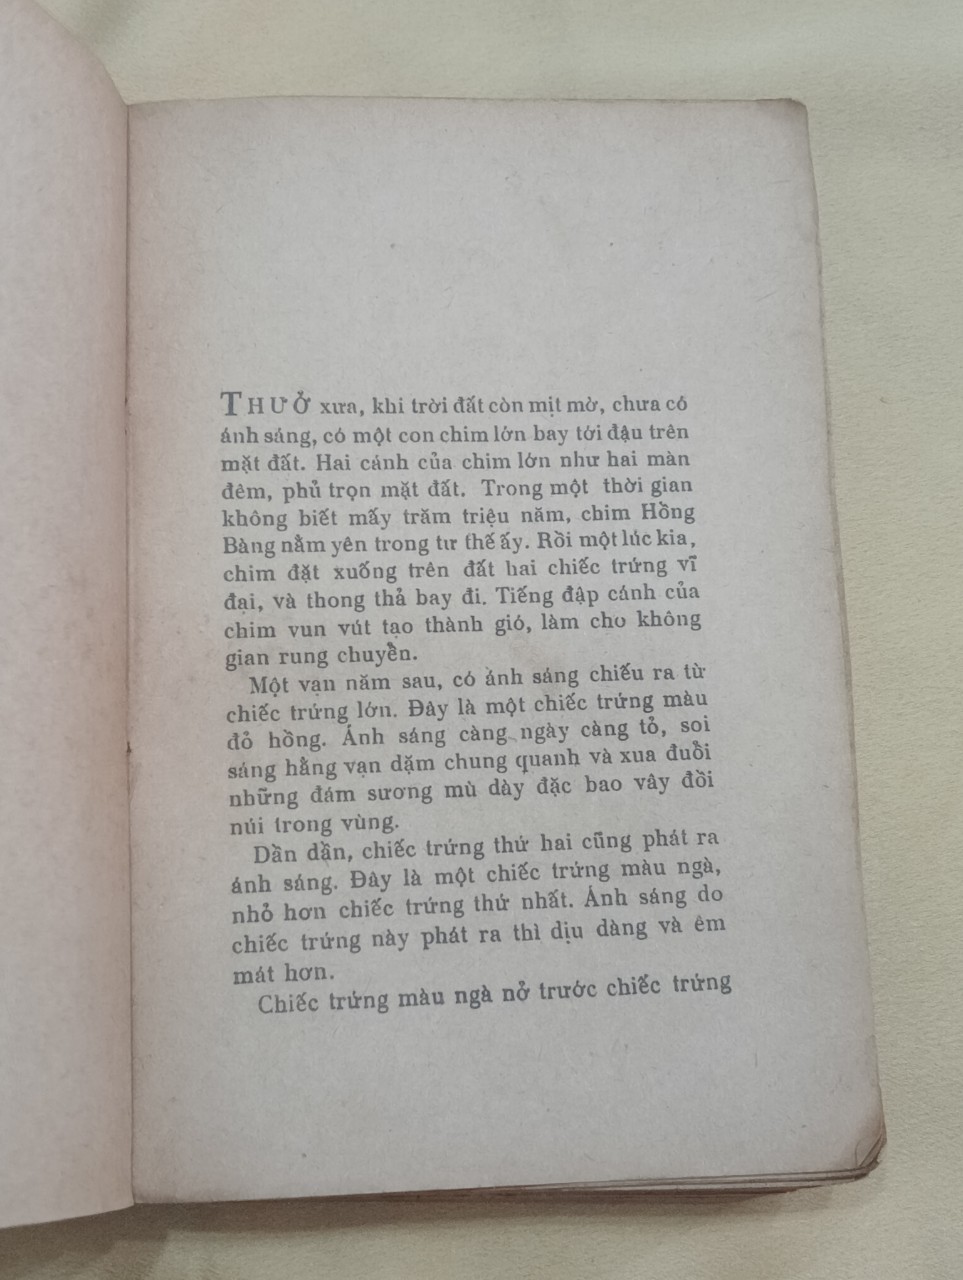 THUỞ xưa, khi trời đất còn mịt mờ, chưa có
ánh sáng, có một con chim lớn bay tới đậu trên
mặt đất. Hai cánh của chim lớn như hai màn
đêm, phủ trọn mặt đất. Trong một thời gian
không biết mấy trăm triệu năm, chim Hồng
Bàng nằm yên trong tư thế ấy. Rồi một lúc kia,
chim đặt xuống trên đất hai chiếc trứng vĩ
đại, và thong thả bay đi. Tiếng đập cánh của
chim vun vút tạo thành gió, làm cho không
gian rung chuyển.
Một vạn năm sau, có ánh sáng chiếu ra từ
chiếc trứng lớn. Đây là một chiếc trứng màu
đỏ hồng. Ánh sáng càng ngày càng tỏ, soi
sáng hằng vạn dặm chung quanh và xua đuổi
những đám sương mù dày đặc bao vây đồi
núi trong vùng.
Dần dần, chiếc trứng thứ hai cũng phát ra
ánh sáng. Đây là một chiếc trứng màu ngà,
nhỏ hơn chiếc trứng thứ nhất. Ánh sáng do
chiếc trứng này phát ra thì dịu dàng và êm
mát hơn.
Chiếc trứng màu ngà nở trước chiếc trứng